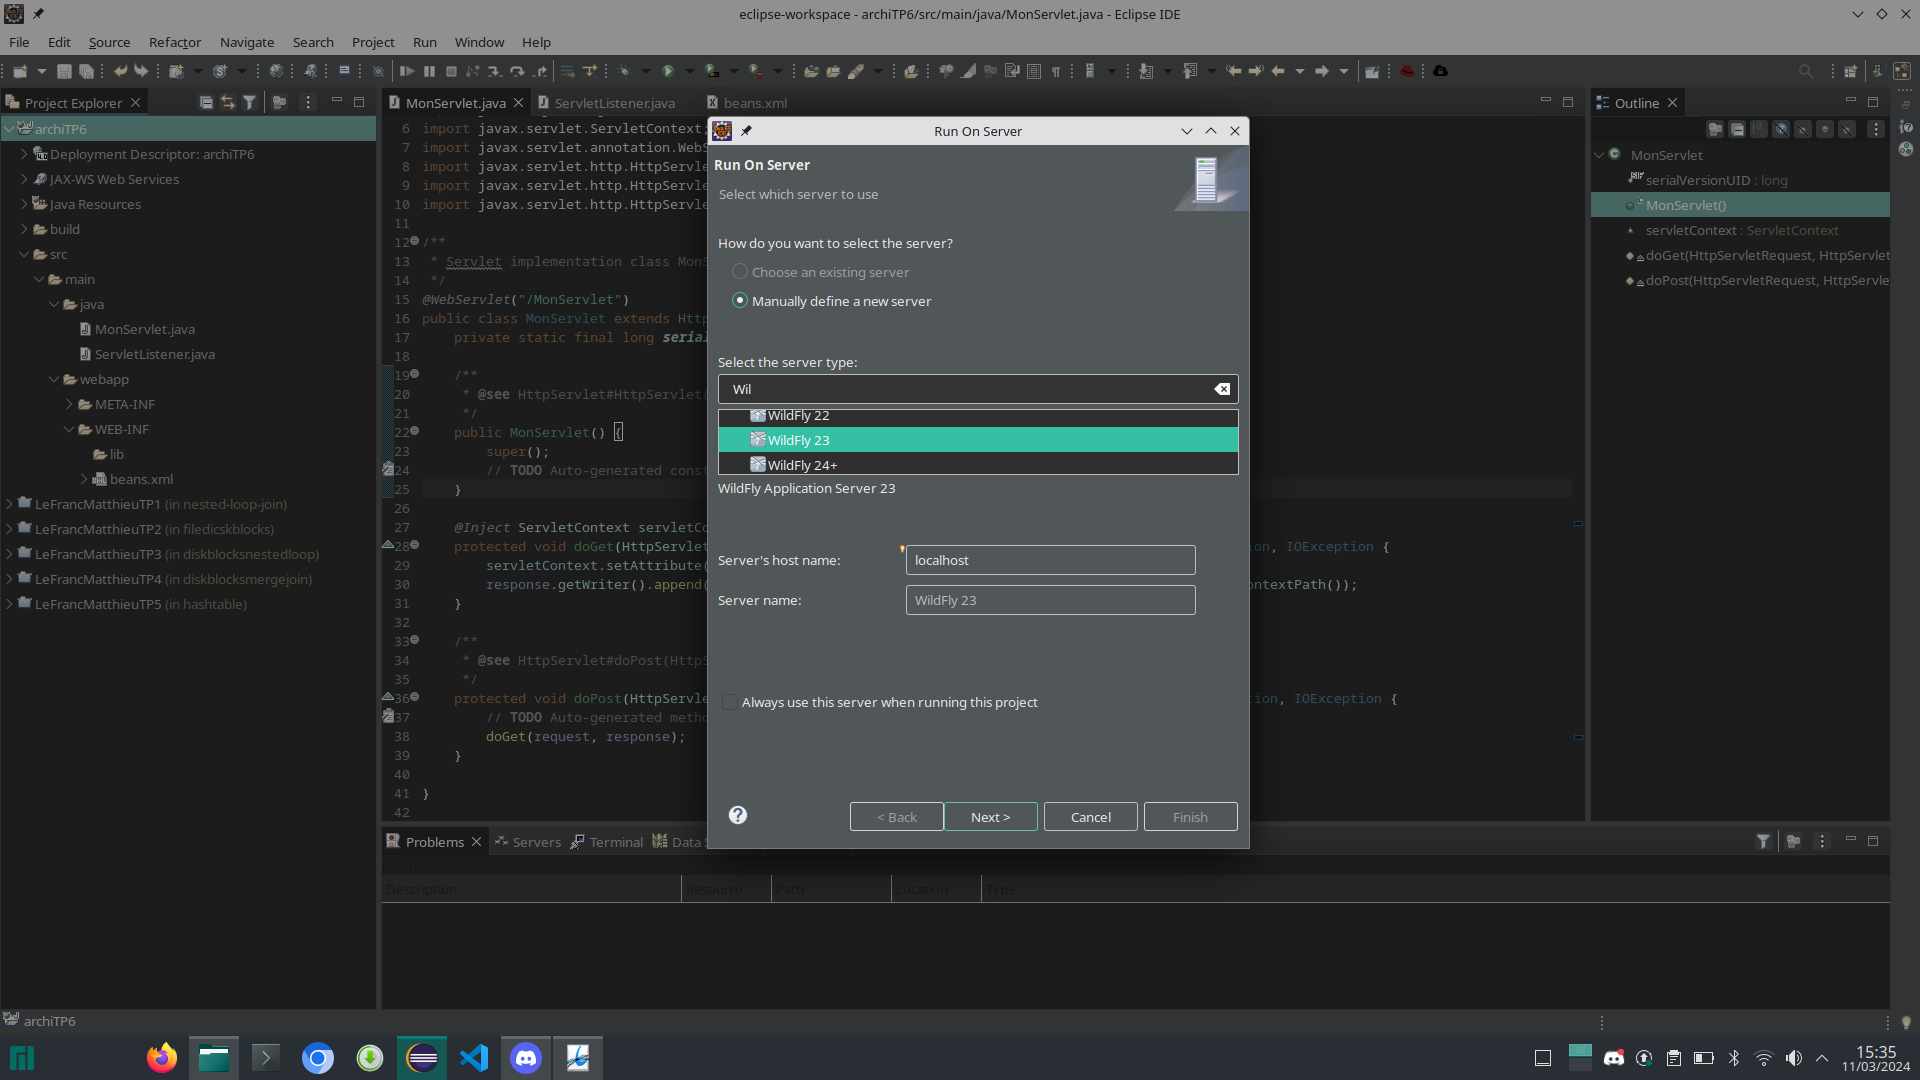 eclipse-workspace - archiTP6/src/main/java/MonServlet.java - Eclipse IDE
File Edit Source Refactor Navigate Search Project Run Window Help
Project Explorer
archiTP6
Deployment Descriptor: archiTP6
JAX-WS Web Services
Java Resources
build
src
main
java
MonServlet.java
ServletListener.java
webapp
META-INF
WEB-INF
lib
beans.xml
LeFrancMatthieuTP1 (in nested-loop-join)
LeFrancMatthieuTP2 (in filedicskblocks)
LeFrancMatthieuTP3 (in diskblocksnestedloop)
LeFrancMatthieuTP4 (in diskblocksmergejoin)
LeFrancMatthieuTP5 (in hashtable)
MonServlet.java ServletListener.java beans.xml
6 import javax.servlet.ServletContext;
7 import javax.servlet.annotation.WebS
8 import javax.servlet.http.HttpServle
9 import javax.servlet.http.HttpServle
10 import javax.servlet.http.HttpServle
11
12 /**
13 * Servlet implementation class MonS
14 */
15 @WebServlet("/MonServlet")
16 public class MonServlet extends Http
17 private static final long serial
18
19 /**
20 * @see HttpServlet#HttpServlet(
21 */
22 public MonServlet() {
23 super();
24 // TODO Auto-generated const
25 }
26
27 @Inject ServletContext servletCo
28 protected void doGet(HttpServlet on, IOException {
29 servletContext.setAttribute(
30 response.getWriter().append( ontextPath());
31 }
32
33 /**
34 * @see HttpServlet#doPost(HttpS
35 */
36 protected void doPost(HttpServle ion, IOException {
37 // TODO Auto-generated metho
38 doGet(request, response);
39 }
40
41 }
42
Run On Server
Run On Server
Select which server to use
How do you want to select the server?
Choose an existing server
Manually define a new server
Select the server type:
Wil
WildFly 22
WildFly 23
WildFly 24+
WildFly Application Server 23
Server's host name: localhost
Server name: WildFly 23
Always use this server when running this project
< Back Next > Cancel Finish
Outline
MonServlet
serialVersionUID : long
MonServlet()
servletContext : ServletContext
doGet(HttpServletRequest, HttpServlet
doPost(HttpServletRequest, HttpServle
Problems Servers Terminal Data S
Description Resource Path Location Type
archiTP6
15:35
11/03/2024